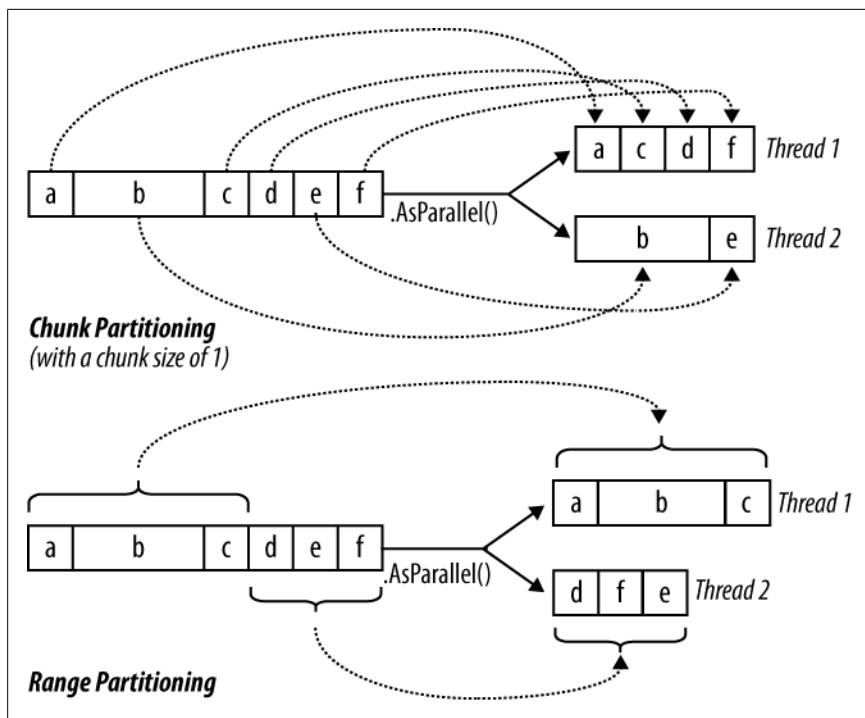 a c d f Thread 1
a b c d e f
.AsParallel()
b e Thread 2
Chunk Partitioning
(with a chunk size of 1)
a b c Thread 1
a b c d e f
.AsParallel()
d f e Thread 2
Range Partitioning